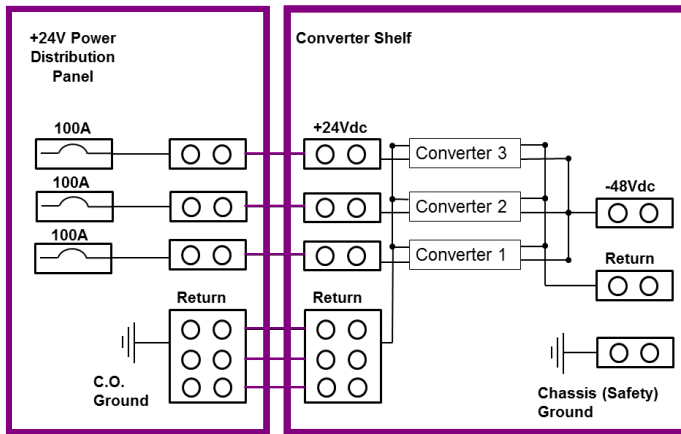 +24V Power
Distribution
Panel
Converter Shelf
100A
+24Vdc
Converter 3
100A
Converter 2
-48Vdc
100A
Converter 1
Return
Return
Return
C.O.
Ground
Chassis (Safety)
Ground